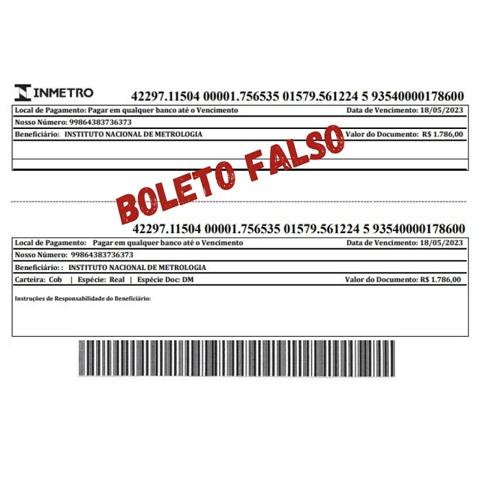 INMETRO
42297.11504 00001.756535 01579.561224 5 93540000178600
Local de Pagamento: Pagar em qualquer banco até o Vencimento Data de Vencimento: 18/05/2023
Nosso Número: 99864383736373
Beneficiário: INSTITUTO NACIONAL DE METROLOGIA Valor do Documento: R$ 1.786,00
BOLETO FALSO
42297.11504 00001.756535 01579.561224 5 93540000178600
Local de Pagamento: Pagar em qualquer banco até o Vencimento Data de Vencimento: 18/05/2023
Nosso Número: 99864383736373
Beneficiário: : INSTITUTO NACIONAL DE METROLOGIA
Carteira: Cob | Espécie: Real | Espécie Doc: DM Valor do Documento: R$ 1.786,00
Instruções de Responsabilidade do Beneficiário: